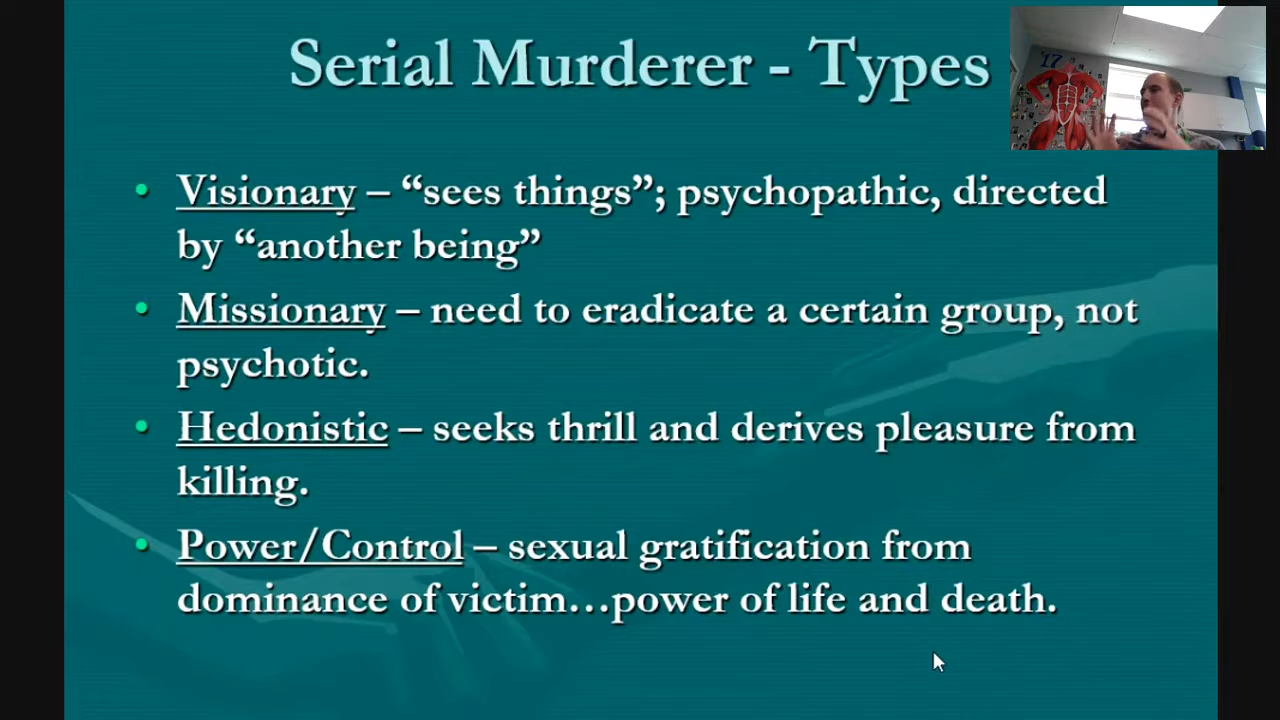 Serial Murderer - Types
'17
• Visionary – “sees things”; psychopathic, directed
by “another being”
• Missionary – need to eradicate a certain group, not
psychotic.
• Hedonistic – seeks thrill and derives pleasure from
killing.
• Power/Control – sexual gratification from
dominance of victim…power of life and death.